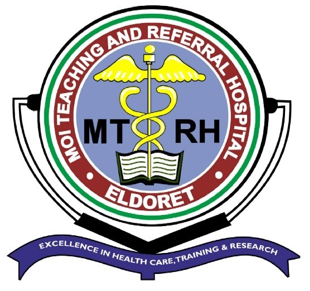 MOI TEACHING AND REFERRAL HOSPITAL
MT RH
• ELDORET •
EXCELLENCE IN HEALTH CARE,TRAINING & RESEARCH